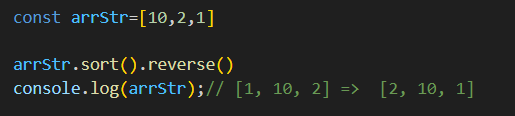 const arrStr=[10,2,1]
arrStr.sort().reverse()
console.log(arrStr);// [1, 10, 2] =>  [2, 10, 1]